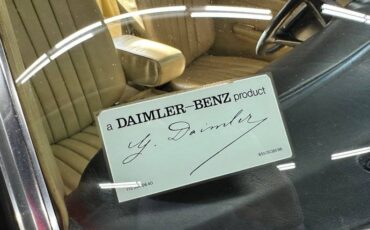 a DAIMLER-BENZ product
G. Daimler